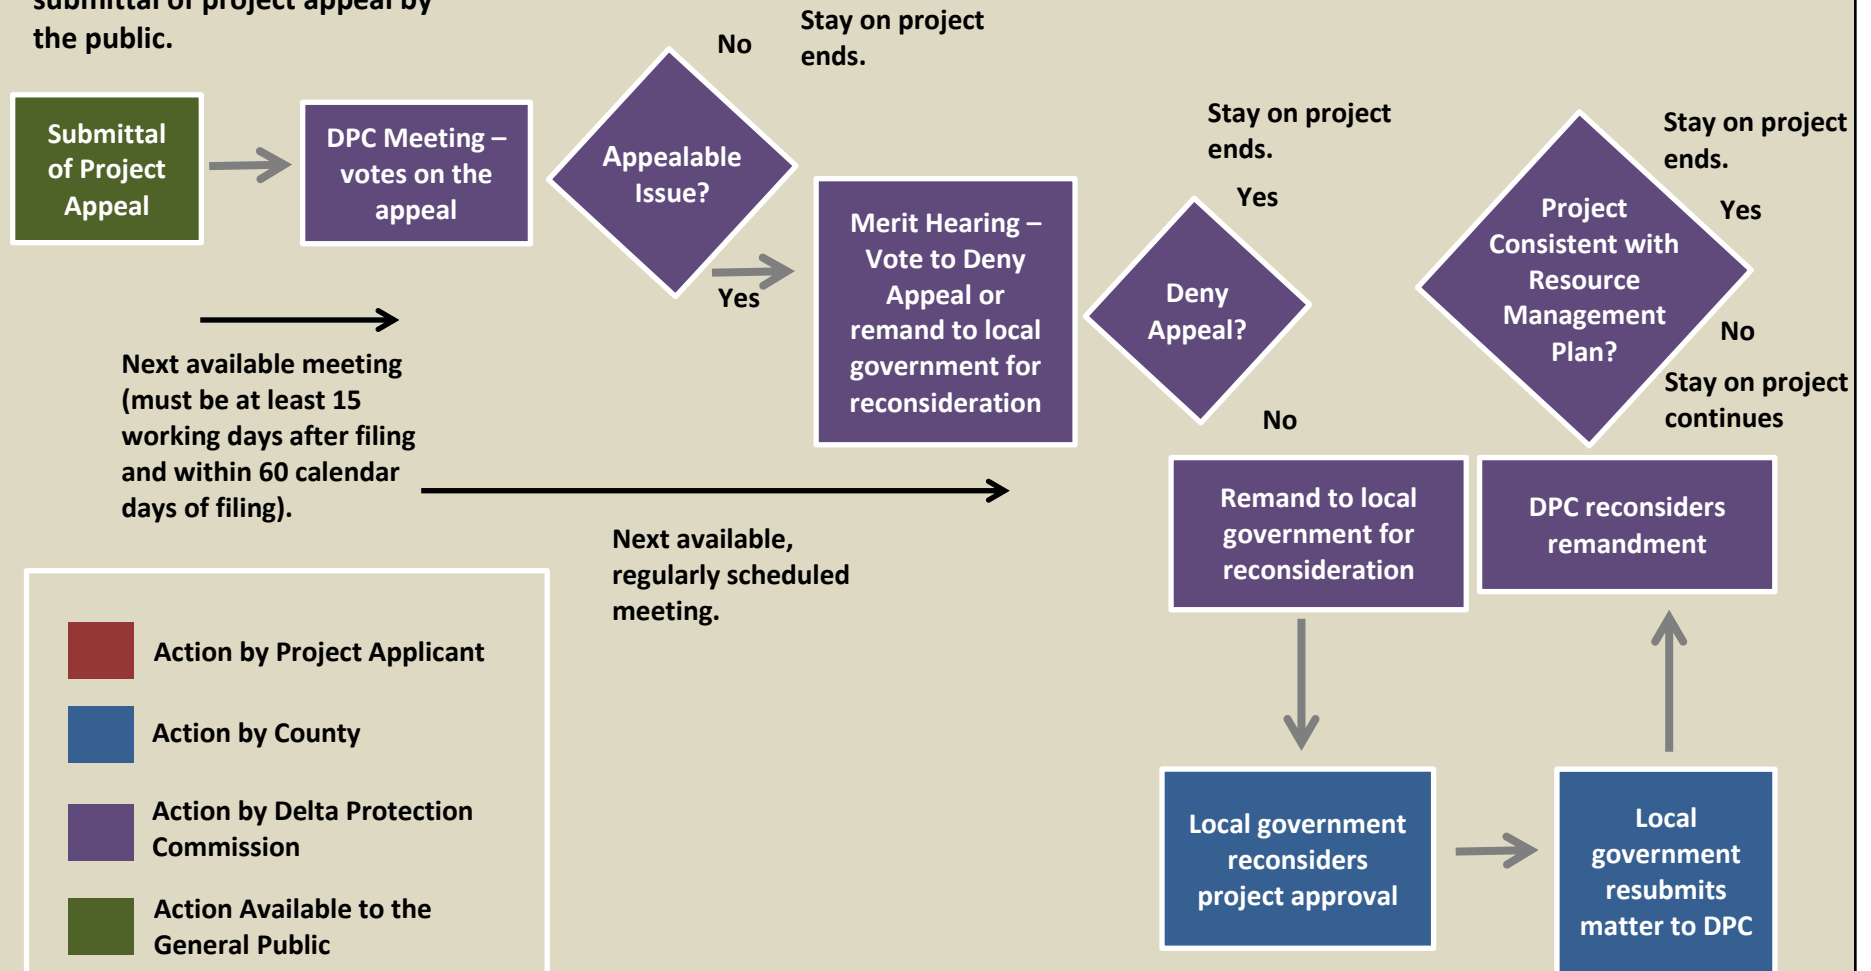 submittal of project appeal by
the public.
Submittal
of Project
Appeal
DPC Meeting –
votes on the
appeal
Appealable
Issue?
No
Stay on project
ends.
Yes
Merit Hearing –
Vote to Deny
Appeal or
remand to local
government for
reconsideration
Deny
Appeal?
Stay on project
ends.
Yes
No
Project
Consistent with
Resource
Management
Plan?
Stay on project
ends.
Yes
No
Stay on project
continues
Next available meeting
(must be at least 15
working days after filing
and within 60 calendar
days of filing).
Next available,
regularly scheduled
meeting.
Remand to local
government for
reconsideration
DPC reconsiders
remandment
Local government
reconsiders
project approval
Local
government
resubmits
matter to DPC
Action by Project Applicant
Action by County
Action by Delta Protection
Commission
Action Available to the
General Public